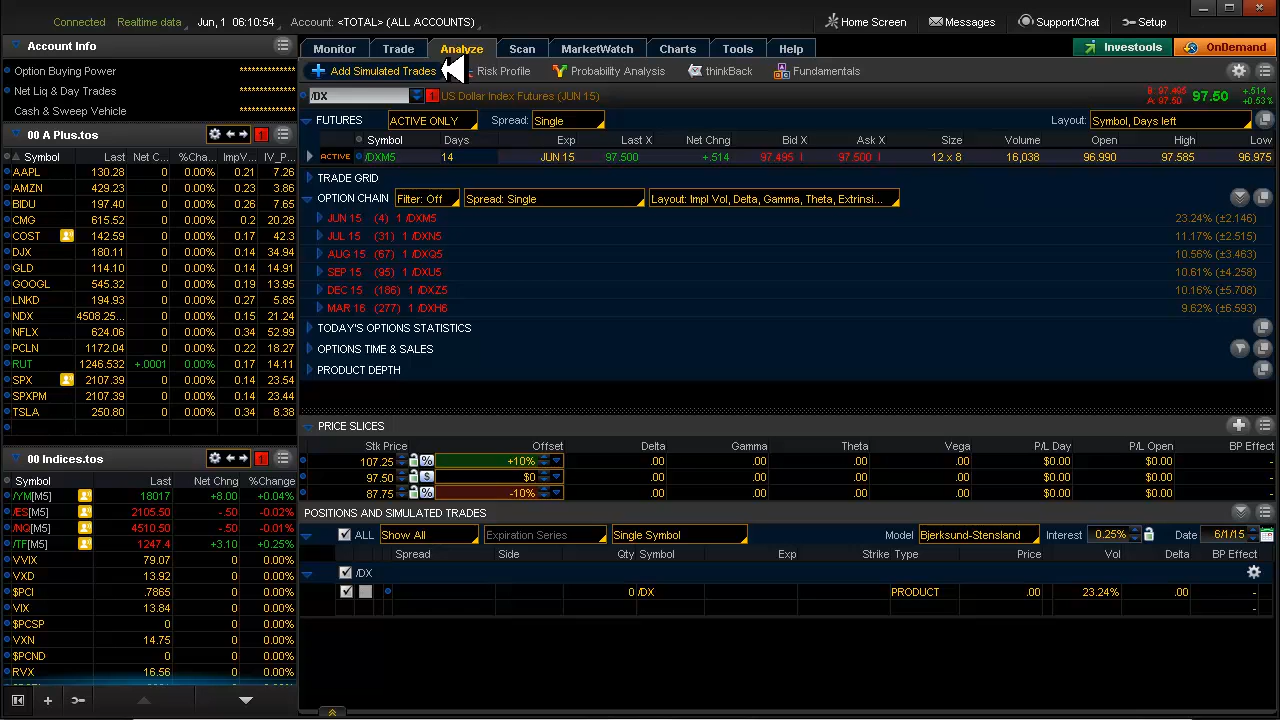 Connected Realtime data Jun, 1 06:10:54 Account: <TOTAL> (ALL ACCOUNTS) Home Screen Messages Support/Chat Setup
Account Info
Option Buying Power **************
Net Liq & Day Trades **************
Cash & Sweep Vehicle **************
00 A Plus.tos 1
Symbol Last Net C... %Cha... ImpV... IV_P...
AAPL 130.28 0 0.00% 0.21 7.26
AMZN 429.23 0 0.00% 0.23 3.86
BIDU 197.40 0 0.00% 0.26 7.65
CMG 615.52 0 0.00% 0.2 20.28
COST 142.59 0 0.00% 0.17 42.3
DJX 180.11 0 0.00% 0.14 34.94
GLD 114.10 0 0.00% 0.14 14.91
GOOGL 545.32 0 0.00% 0.19 13.95
LNKD 194.93 0 0.00% 0.27 5.85
NDX 4508.25... 0 0.00% 0.15 21.24
NFLX 624.06 0 0.00% 0.34 52.99
PCLN 1172.04 0 0.00% 0.22 18.27
RUT 1246.532 +.0001 0.00% 0.17 14.11
SPX 2107.39 0 0.00% 0.14 23.54
SPXPM 2107.39 0 0.00% 0.14 23.44
TSLA 250.80 0 0.00% 0.34 8.38
00 Indices.tos 1
Symbol Last Net Chng %Change
/YM[M5] 18017 +8.00 +0.04%
/ES[M5] 2105.50 -.50 -0.02%
/NQ[M5] 4510.50 -.50 -0.01%
/TF[M5] 1247.4 +3.10 +0.25%
VVIX 79.07 0 0.00%
VXD 13.92 0 0.00%
$PCI .7865 0 0.00%
VIX 13.84 0 0.00%
$PCSP 0 0 0.00%
VXN 14.75 0 0.00%
$PCND 0 0 0.00%
RVX 16.56 0 0.00%
Monitor Trade Analyze Scan MarketWatch Charts Tools Help Investools OnDemand
Add Simulated Trades Risk Profile Probability Analysis thinkBack Fundamentals
/DX 1 US Dollar Index Futures (JUN 15) B: 97.495 A: 97.50 97.50 +.514 +0.53%
FUTURES ACTIVE ONLY Spread: Single Layout: Symbol, Days left
Symbol Days Exp Last X Net Chng Bid X Ask X Size Volume Open High Low
ACTIVE /DXM5 14 JUN 15 97.500 +.514 97.495 I 97.500 I 12 x 8 16,038 96.990 97.585 96.975
TRADE GRID
OPTION CHAIN Filter: Off Spread: Single Layout: Impl Vol, Delta, Gamma, Theta, Extrinsi...
JUN 15 (4) 1 /DXM5 23.24% (±2.146)
JUL 15 (31) 1 /DXN5 11.17% (±2.515)
AUG 15 (67) 1 /DXQ5 10.56% (±3.463)
SEP 15 (95) 1 /DXU5 10.61% (±4.258)
DEC 15 (186) 1 /DXZ5 10.16% (±5.708)
MAR 16 (277) 1 /DXH6 9.62% (±6.593)
TODAY'S OPTIONS STATISTICS
OPTIONS TIME & SALES
PRODUCT DEPTH
PRICE SLICES
Stk Price Offset Delta Gamma Theta Vega P/L Day P/L Open BP Effect
107.25 % +10% .00 .00 .00 .00 $0.00 $0.00 -
97.50 $ $0 .00 .00 .00 .00 $0.00 $0.00 -
87.75 % -10% .00 .00 .00 .00 $0.00 $0.00 -
POSITIONS AND SIMULATED TRADES
ALL Show All Expiration Series Single Symbol Model Bjerksund-Stensland Interest 0.25% Date 6/1/15
Spread Side Qty Symbol Exp Strike Type Price Vol Delta BP Effect
/DX
0 /DX PRODUCT .00 23.24% .00 -
-